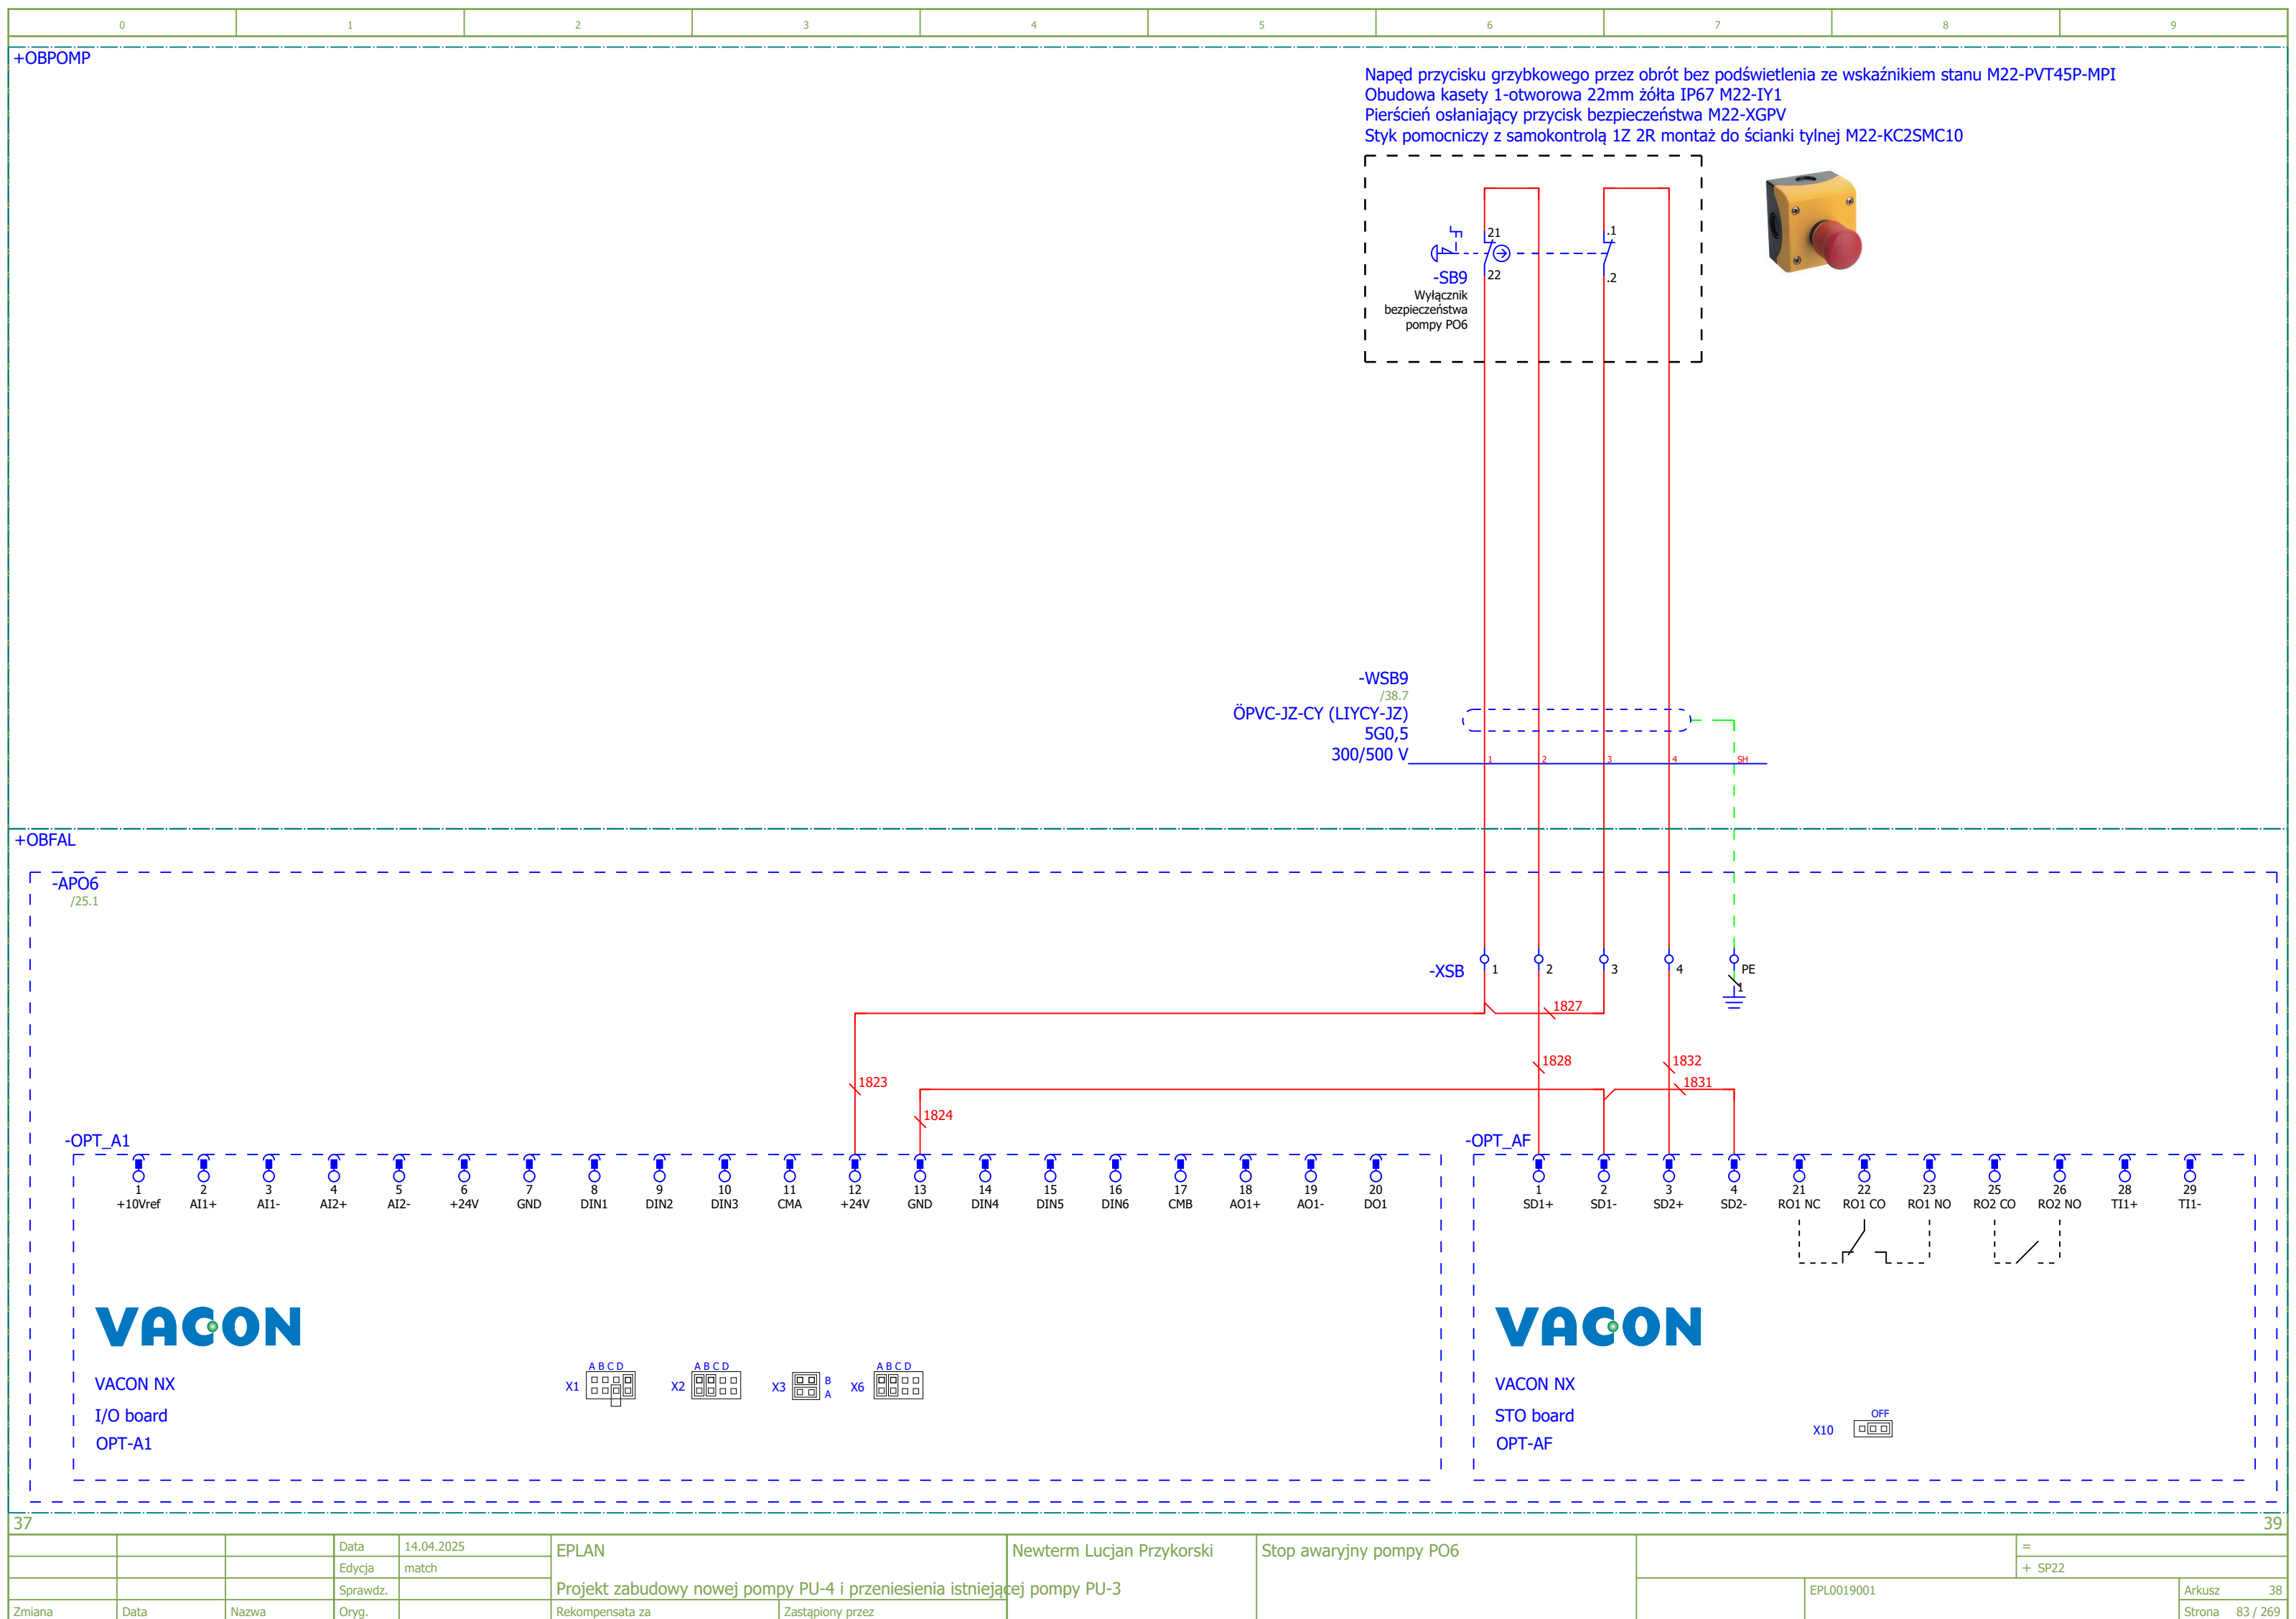 0 1 2 3 4 5 6 7 8 9
+OBPOMP
Napęd przycisku grzybkowego przez obrót bez podświetlenia ze wskaźnikiem stanu M22-PVT45P-MPI
Obudowa kasety 1-otworowa 22mm żółta IP67 M22-IY1
Pierścień osłaniający przycisk bezpieczeństwa M22-XGPV
Styk pomocniczy z samokontrolą 1Z 2R montaż do ścianki tylnej M22-KC2SMC10
21 .1
-SB9 22 .2
Wyłącznik
bezpieczeństwa
pompy PO6
-WSB9
/38.7
ÖPVC-JZ-CY (LIYCY-JZ)
5G0,5
300/500 V
1 2 3 4 SH
+OBFAL
-APO6
/25.1
-XSB 1 2 3 4 PE
1
1827
1828 1832
1823 1831
1824
-OPT_A1 -OPT_AF
1 2 3 4 5 6 7 8 9 10 11 12 13 14 15 16 17 18 19 20 1 2 3 4 21 22 23 25 26 28 29
+10Vref AI1+ AI1- AI2+ AI2- +24V GND DIN1 DIN2 DIN3 CMA +24V GND DIN4 DIN5 DIN6 CMB AO1+ AO1- DO1 SD1+ SD1- SD2+ SD2- RO1 NC RO1 CO RO1 NO RO2 CO RO2 NO TI1+ TI1-
VACON VACON
A B C D A B C D A B C D
X1 X2 X3 B A X6
VACON NX
I/O board
OPT-A1
VACON NX
STO board
OPT-AF
OFF
X10
37 39
Data 14.04.2025
Edycja match
Sprawdz.
Zmiana Data Nazwa Oryg.
EPLAN
Projekt zabudowy nowej pompy PU-4 i przeniesienia istniejącej pompy PU-3
Rekompensata za Zastąpiony przez
Newterm Lucjan Przykorski
Stop awaryjny pompy PO6
=
+ SP22
EPL0019001
Arkusz 38
Strona 83 / 269